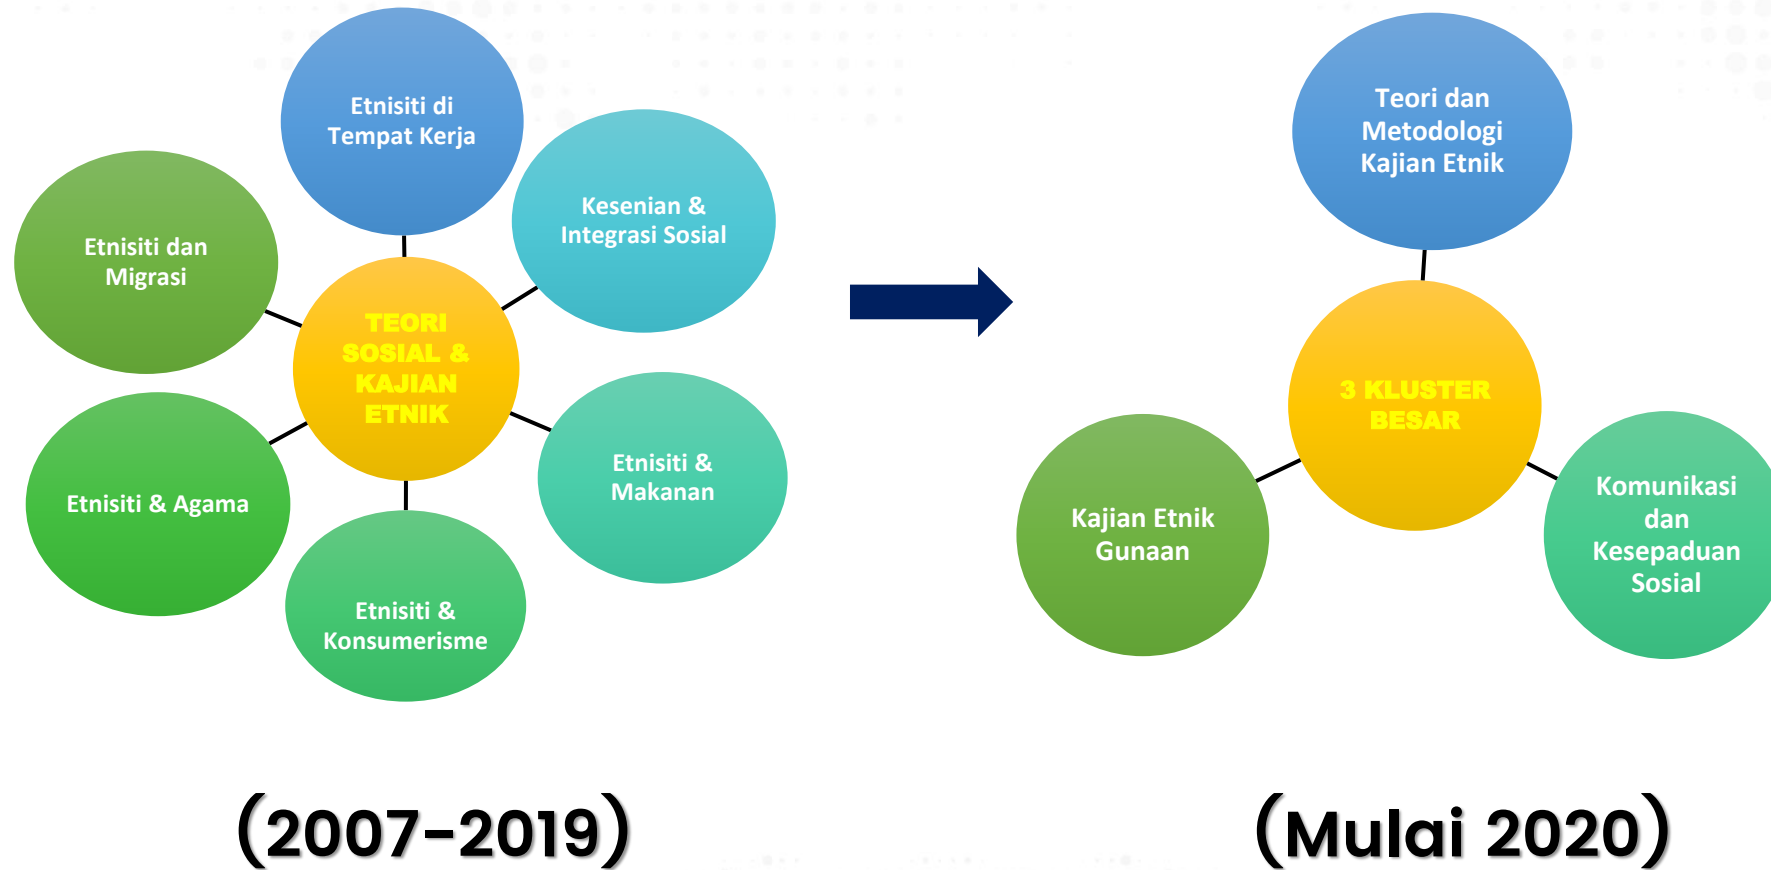 Etnisiti di
Tempat Kerja
Kesenian &
Integrasi Sosial
Etnisiti dan
Migrasi
TEORI
SOSIAL &
KAJIAN
ETNIK
Etnisiti &
Makanan
Etnisiti & Agama
Etnisiti &
Konsumerisme
(2007-2019)
Teori dan
Metodologi
Kajian Etnik
3 KLUSTER
BESAR
Kajian Etnik
Gunaan
Komunikasi
dan
Kesepaduan
Sosial
(Mulai 2020)